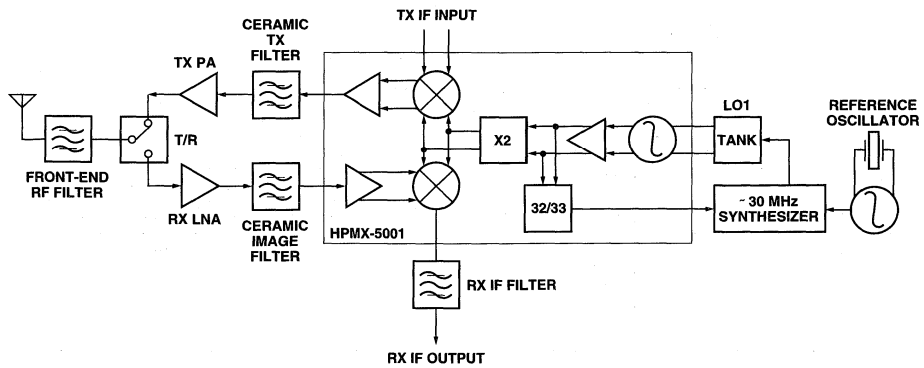 TX IF INPUT
CERAMIC
TX
FILTER
TX PA
T/R
FRONT-END
RF FILTER
RX LNA
CERAMIC
IMAGE
FILTER
HPMX-5001
X2
32/33
LO1
TANK
REFERENCE
OSCILLATOR
~30 MHz
SYNTHESIZER
RX IF FILTER
RX IF OUTPUT